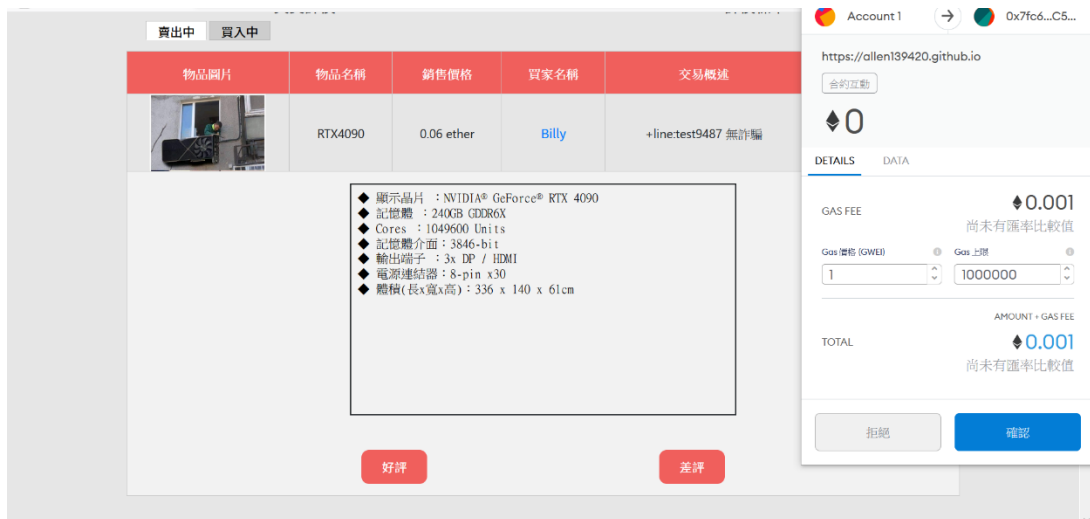 賣出中 買入中
物品圖片 物品名稱 銷售價格 買家名稱 交易概述
RTX4090 0.06 ether Billy +line:test9487 無詐騙
◆ 顯示晶片 ：NVIDIA® GeForce® RTX 4090
◆ 記憶體 ：240GB GDDR6X
◆ Cores ：1049600 Units
◆ 記憶體介面：3846-bit
◆ 輸出端子 ：3x DP / HDMI
◆ 電源連結器：8-pin x30
◆ 體積(長x寬x高)：336 x 140 x 61cm
好評 差評
Account 1 0x7fc6...C5...
https://allen139420.github.io
合約互動
0
DETAILS DATA
GAS FEE 0.001
尚未有匯率比較值
Gas 價格 (GWEI) Gas 上限
1 1000000
AMOUNT + GAS FEE
TOTAL 0.001
尚未有匯率比較值
拒絕 確認